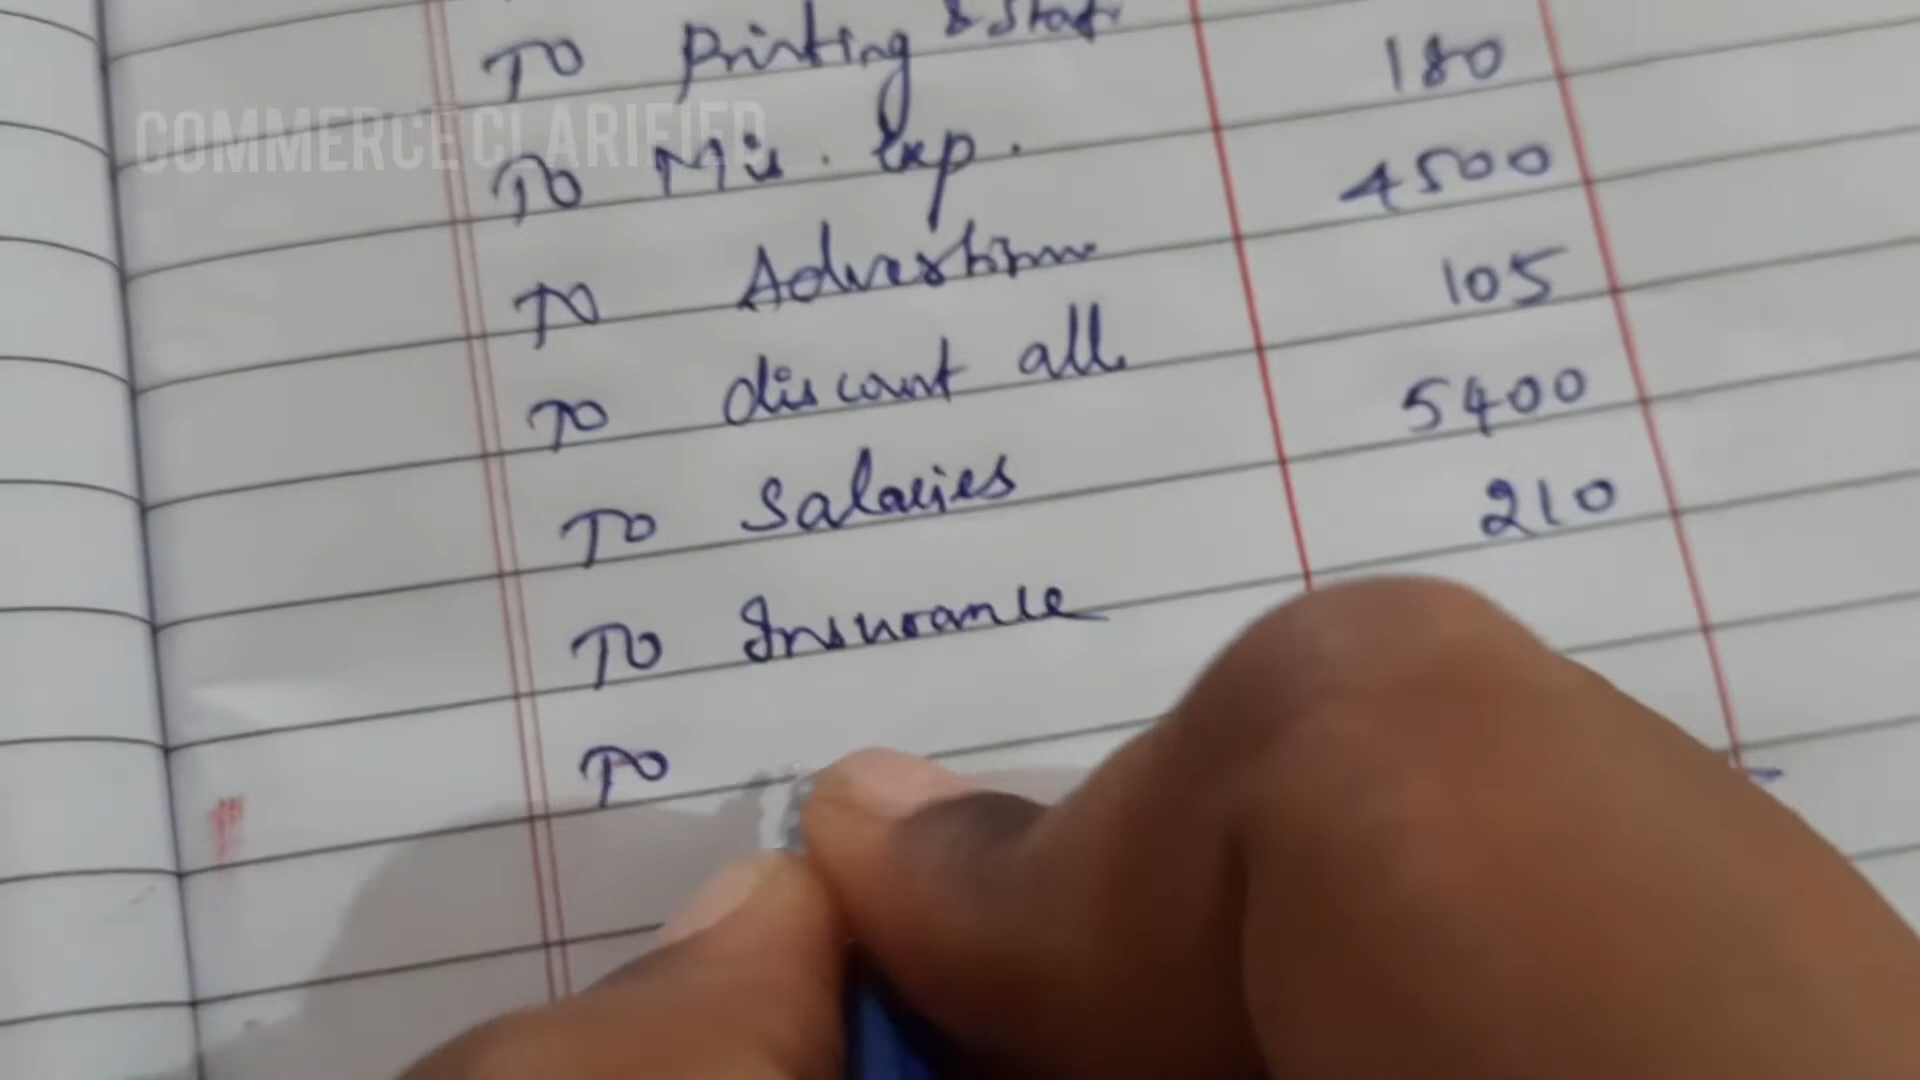 To Printing & Stat.
To Mis. Exp. 180
To 4500
To discount all. 105
To Salaries 5400
To Insurance 210
To
COMMERCE CLARIFIED